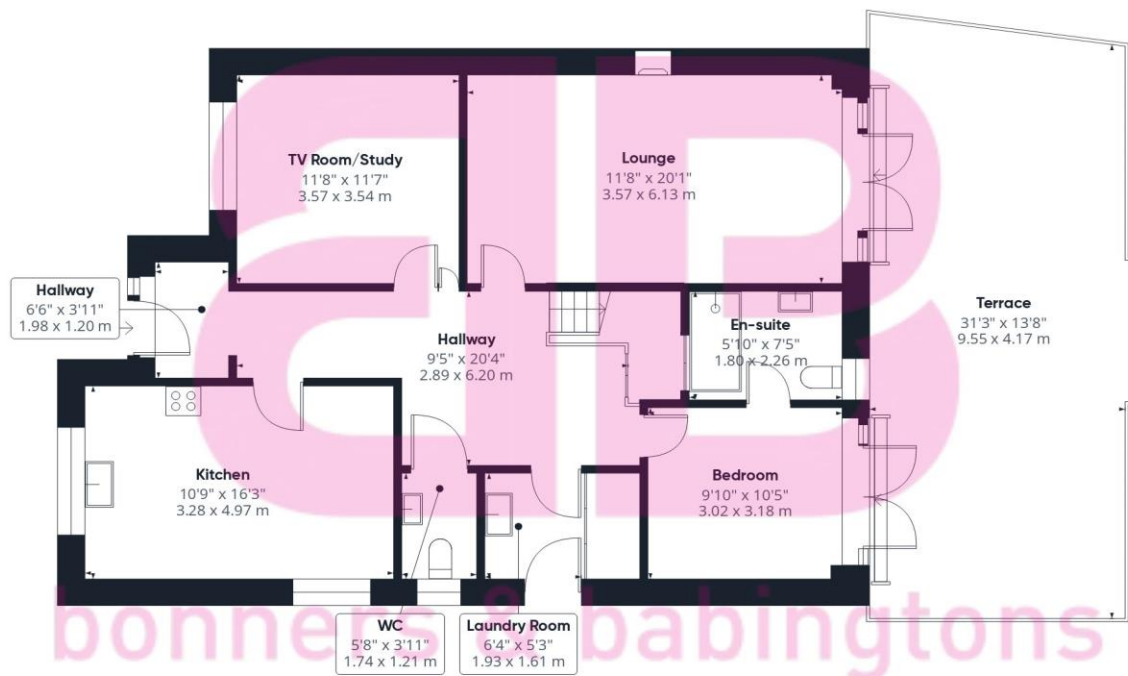 TV Room/Study
11'8" x 11'7"
3.57 x 3.54 m
Lounge
11'8" x 20'1"
3.57 x 6.13 m
Hallway
6'6" x 3'11"
1.98 x 1.20 m
Hallway
9'5" x 20'4"
2.89 x 6.20 m
En-suite
5'10" x 7'5"
1.80 x 2.26 m
Terrace
31'3" x 13'8"
9.55 x 4.17 m
Kitchen
10'9" x 16'3"
3.28 x 4.97 m
Bedroom
9'10" x 10'5"
3.02 x 3.18 m
WC
5'8" x 3'11"
1.74 x 1.21 m
Laundry Room
6'4" x 5'3"
1.93 x 1.61 m
bonners & babingtons